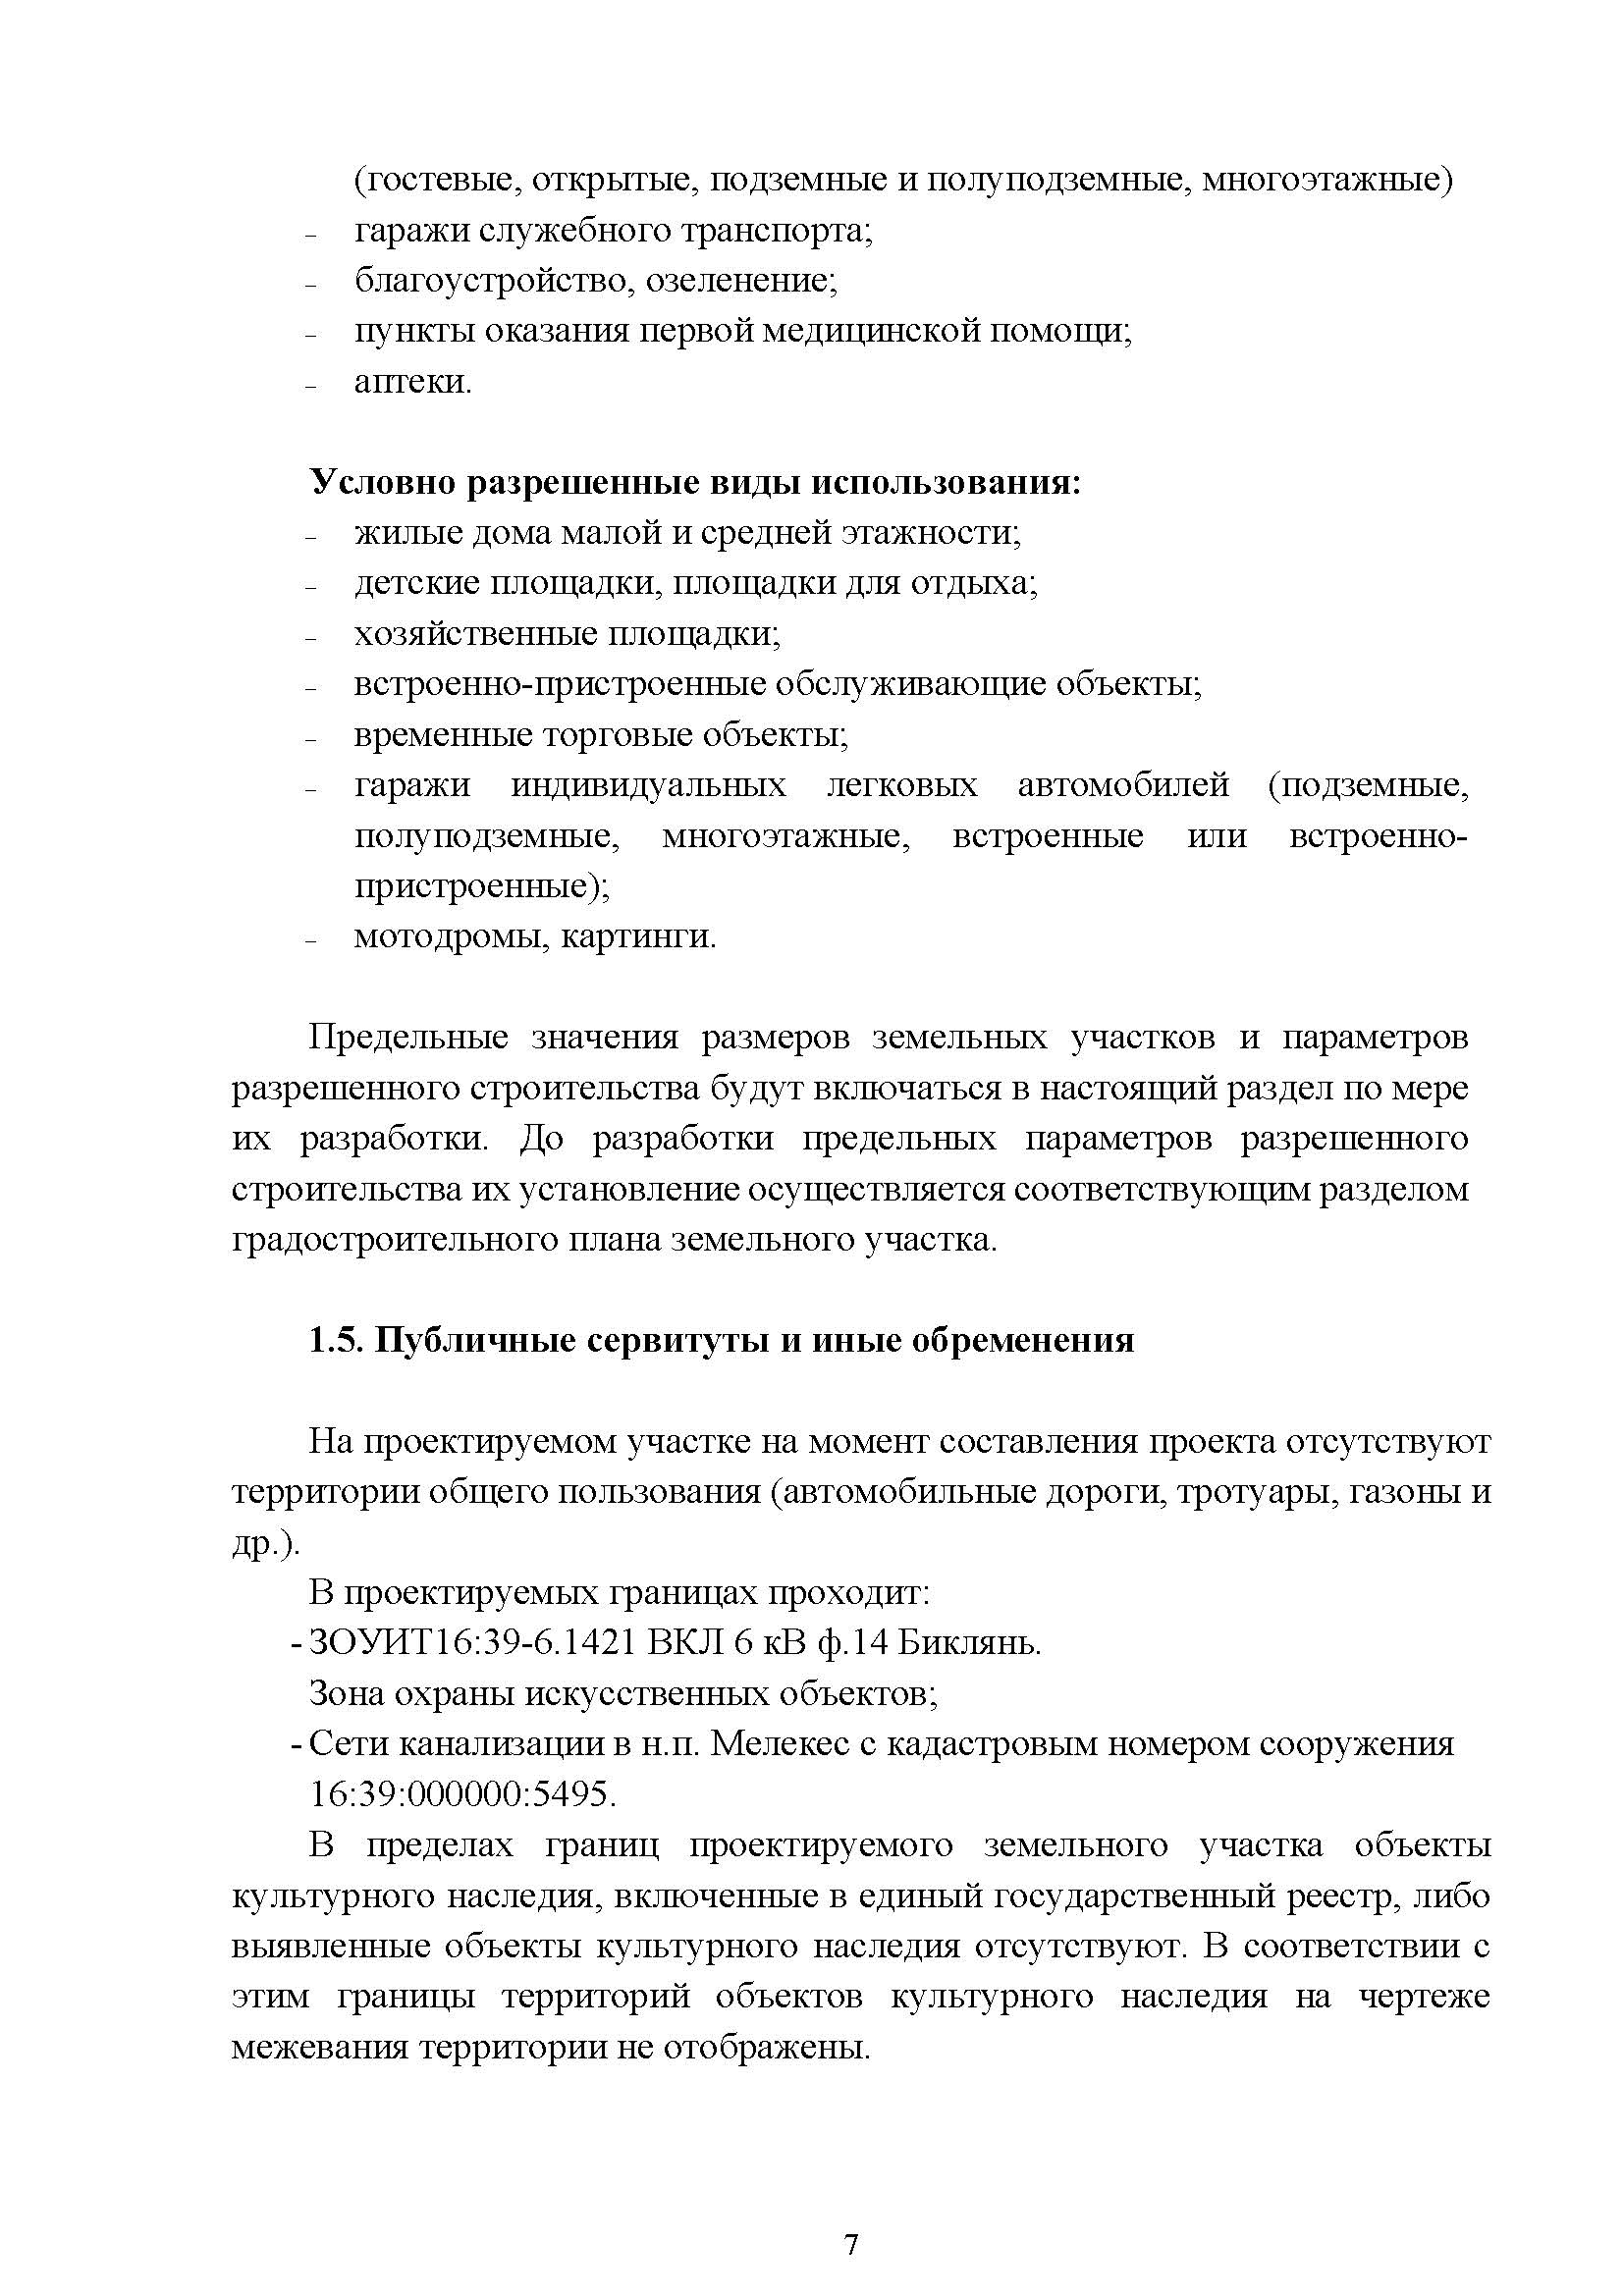 (гостевые, открытые, подземные и полуподземные, многоэтажные)
– гаражи служебного транспорта;
– благоустройство, озеленение;
– пункты оказания первой медицинской помощи;
– аптеки.
Условно разрешенные виды использования:
– жилые дома малой и средней этажности;
– детские площадки, площадки для отдыха;
– хозяйственные площадки;
– встроенно-пристроенные обслуживающие объекты;
– временные торговые объекты;
– гаражи индивидуальных легковых автомобилей (подземные,
полуподземные, многоэтажные, встроенные или встроенно-
пристроенные);
– мотодромы, картинги.
Предельные значения размеров земельных участков и параметров
разрешенного строительства будут включаться в настоящий раздел по мере
их разработки. До разработки предельных параметров разрешенного
строительства их установление осуществляется соответствующим разделом
градостроительного плана земельного участка.
1.5. Публичные сервитуты и иные обременения
На проектируемом участке на момент составления проекта отсутствуют
территории общего пользования (автомобильные дороги, тротуары, газоны и
др.).
В проектируемых границах проходит:
- ЗОУИТ16:39-6.1421 ВКЛ 6 кВ ф.14 Биклянь.
Зона охраны искусственных объектов;
- Сети канализации в н.п. Мелекес с кадастровым номером сооружения
16:39:000000:5495.
В пределах границ проектируемого земельного участка объекты
культурного наследия, включенные в единый государственный реестр, либо
выявленные объекты культурного наследия отсутствуют. В соответствии с
этим границы территорий объектов культурного наследия на чертеже
межевания территории не отображены.
7